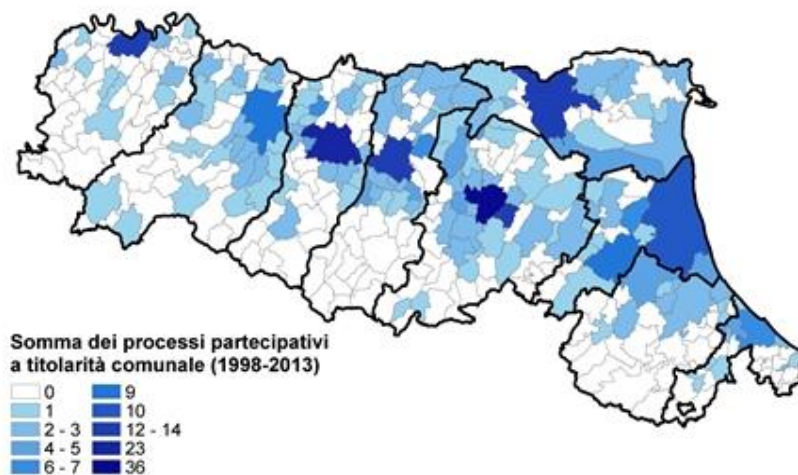 Somma dei processi partecipativi
a titolarità comunale (1998-2013)
0
1
2 - 3
4 - 5
6 - 7
9
10
12 - 14
23
36